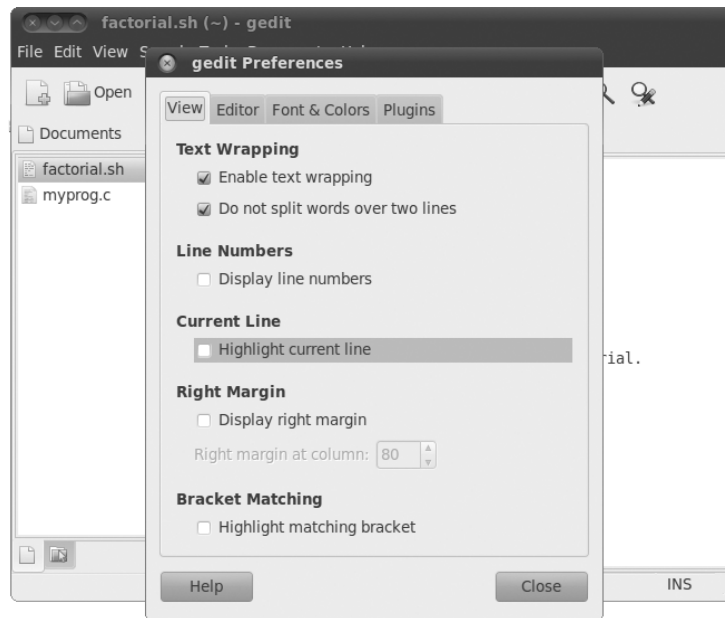 factorial.sh (~) - gedit
File Edit View
gedit Preferences
Open
Documents
factorial.sh
myprog.c
View Editor Font & Colors Plugins
Text Wrapping
Enable text wrapping
Do not split words over two lines
Line Numbers
Display line numbers
Current Line
Highlight current line
rial.
Right Margin
Display right margin
Right margin at column: 80
Bracket Matching
Highlight matching bracket
Help Close
INS